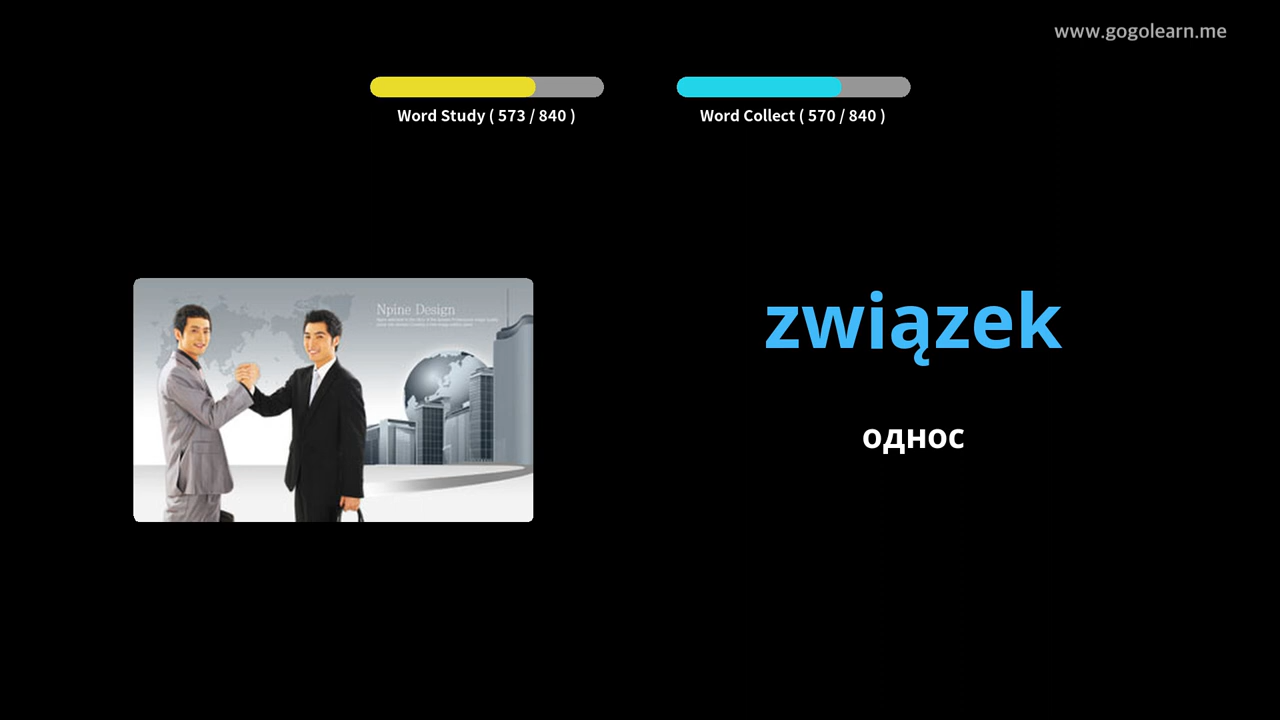 www.gogolearn.me
Word Study ( 573 / 840 )
Word Collect ( 570 / 840 )
Npine Design
związek
однос